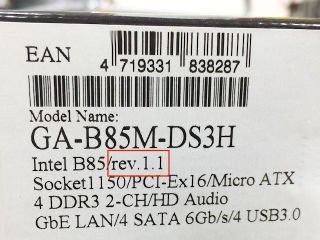 EAN
4 719331 838287
Model Name:
GA-B85M-DS3H
Intel B85/rev.1.1
Socket1150/PCI-Ex16/Micro ATX
4 DDR3 2-CH/HD Audio
GbE LAN/4 SATA 6Gb/s/4 USB3.0